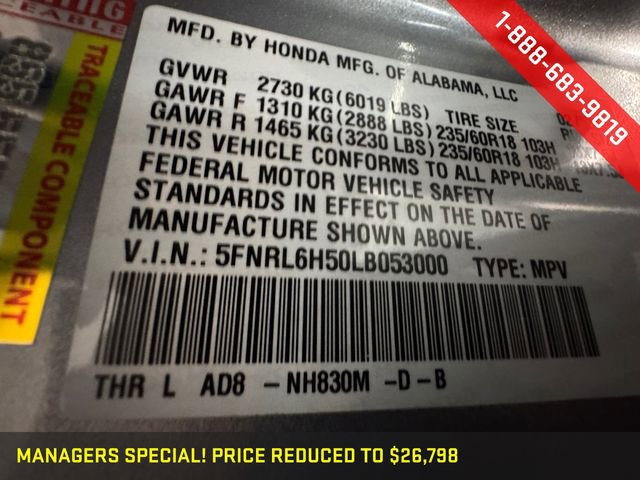 1-888-683-9819
TRACEABLE COMPONENT
MFD. BY HONDA MFG. OF ALABAMA, LLC
GVWR 2730 KG (6019 LBS) TIRE SIZE
GAWR F 1310 KG (2888 LBS) 235/60R18 103H
GAWR R 1465 KG (3230 LBS) 235/60R18 103H
THIS VEHICLE CONFORMS TO ALL APPLICABLE
FEDERAL MOTOR VEHICLE SAFETY
STANDARDS IN EFFECT ON THE DATE OF
MANUFACTURE SHOWN ABOVE.
V.I.N.: 5FNRL6H50LB053000 TYPE: MPV
THR L AD8 - NH830M - D - B
MANAGERS SPECIAL! PRICE REDUCED TO $26,798